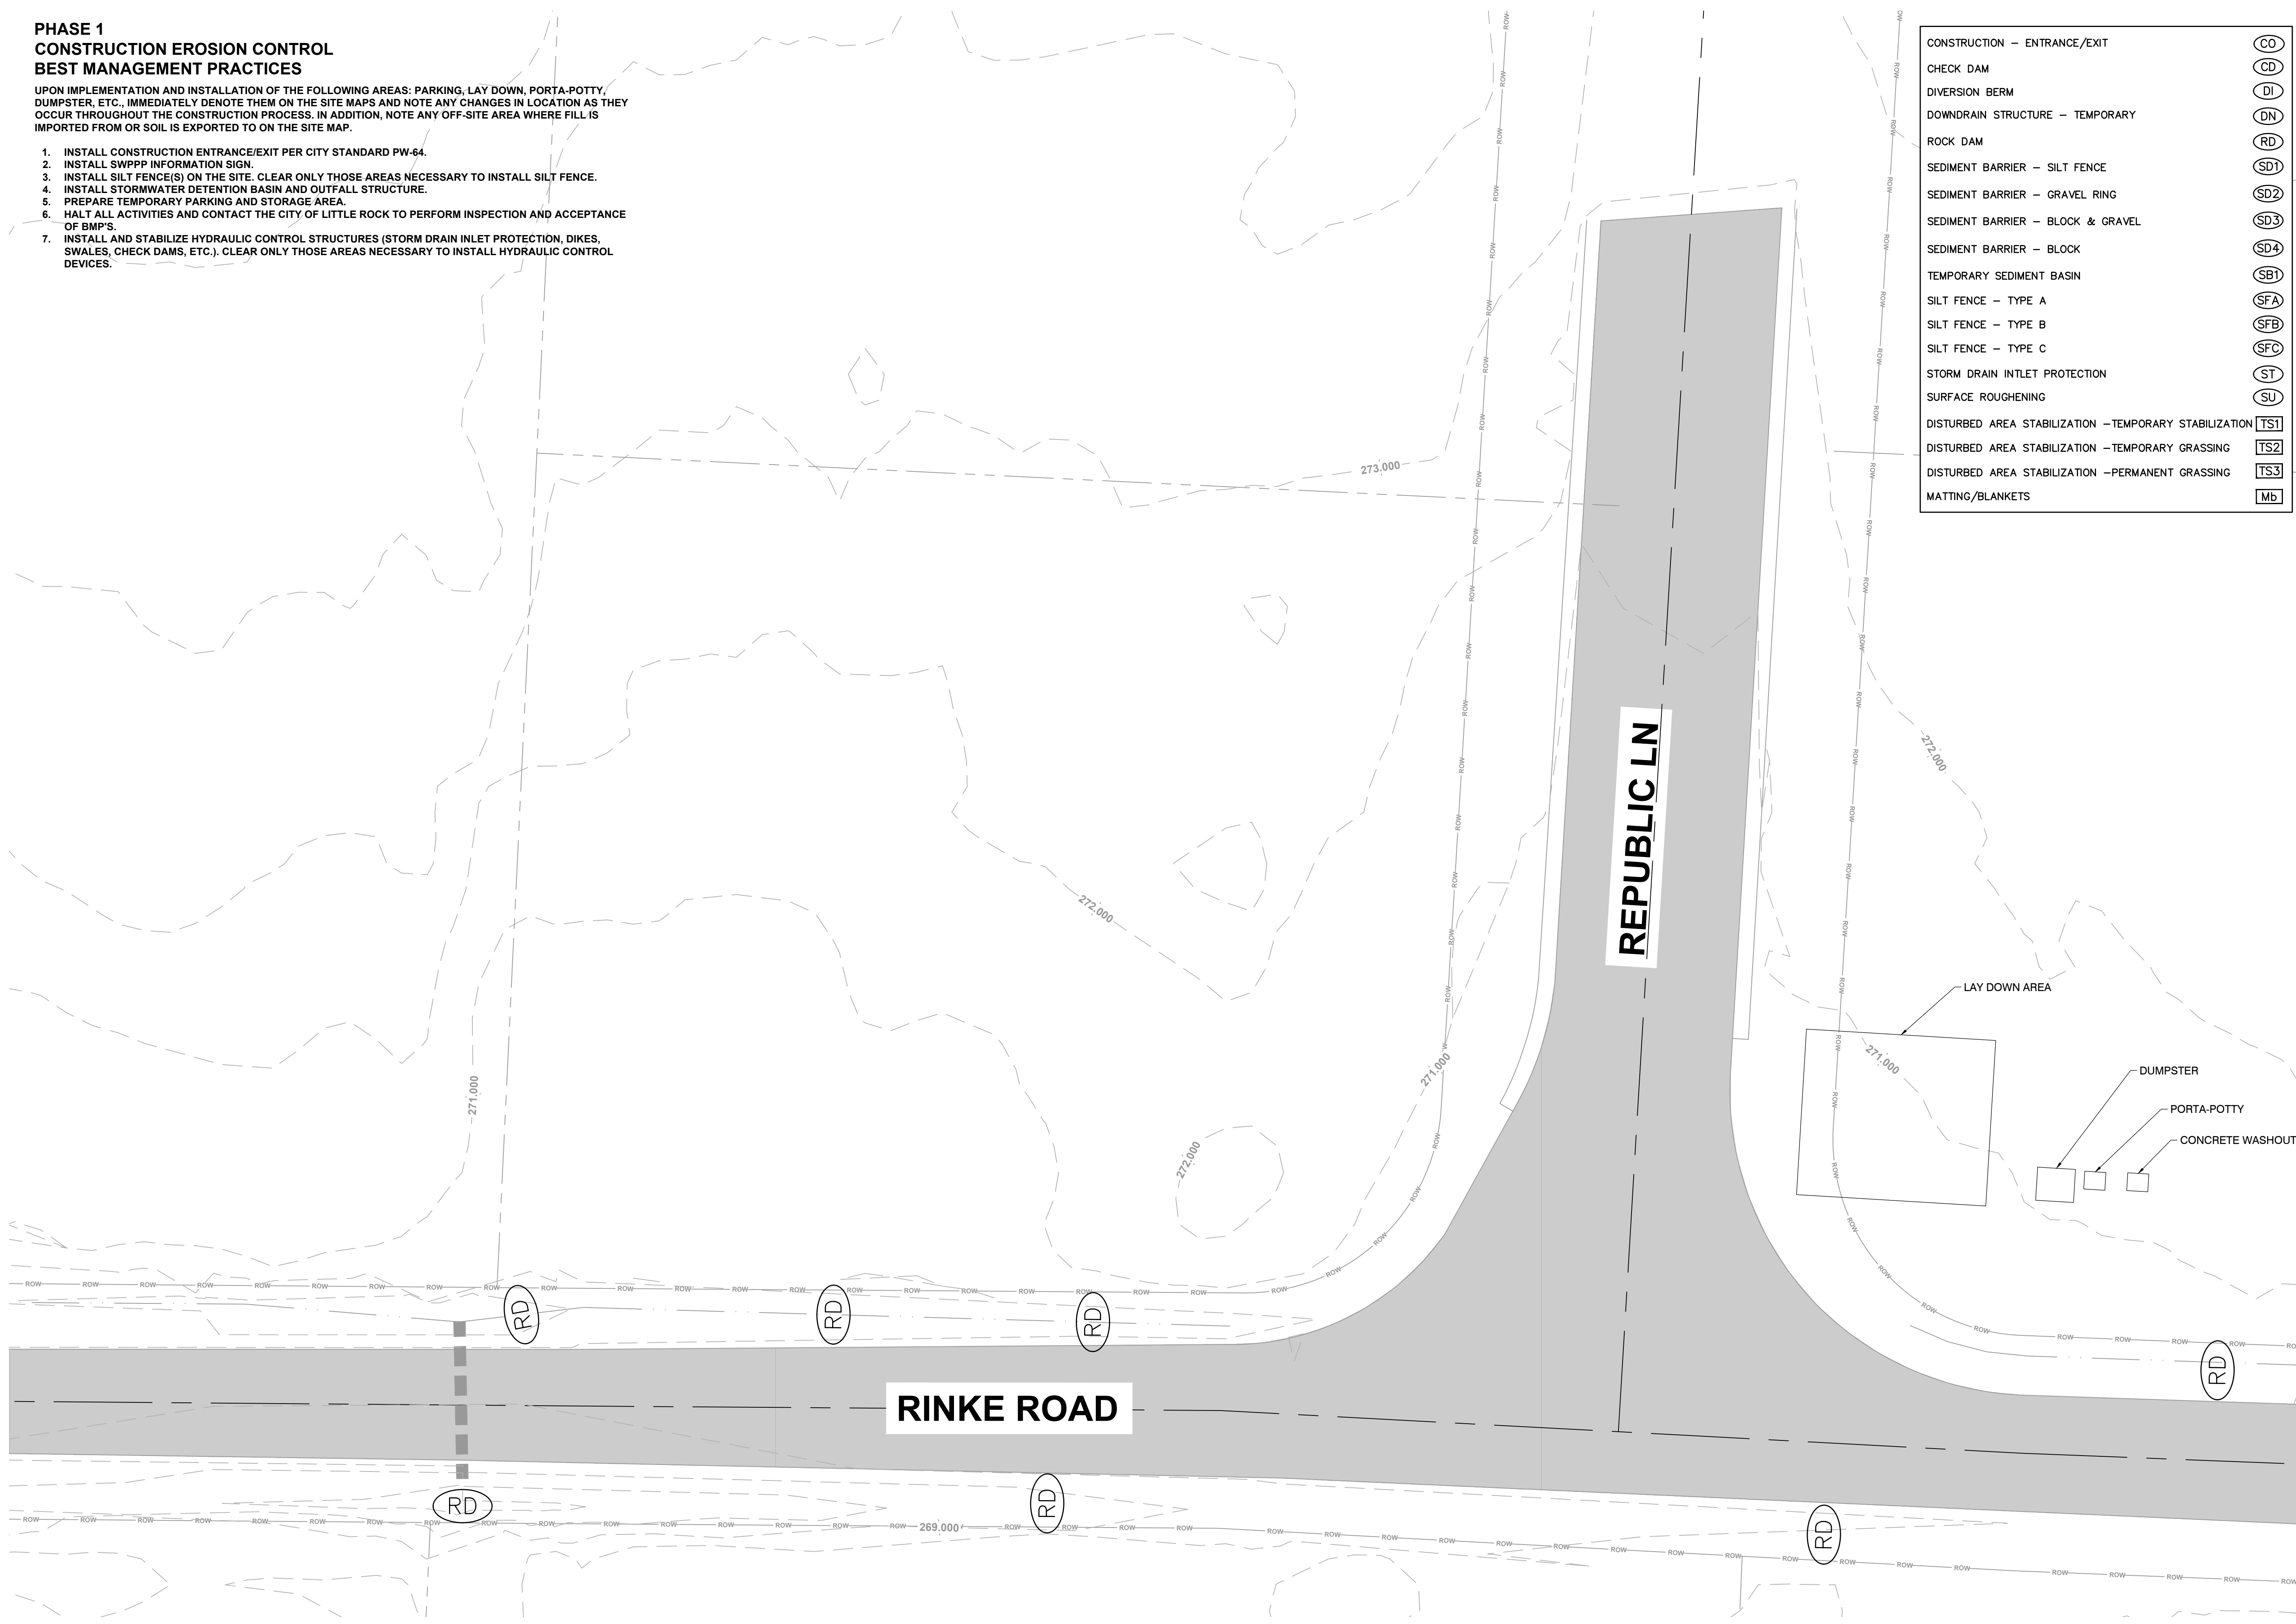 PHASE 1
CONSTRUCTION EROSION CONTROL
BEST MANAGEMENT PRACTICES
UPON IMPLEMENTATION AND INSTALLATION OF THE FOLLOWING AREAS: PARKING, LAY DOWN, PORTA-POTTY,
DUMPSTER, ETC., IMMEDIATELY DENOTE THEM ON THE SITE MAPS AND NOTE ANY CHANGES IN LOCATION AS THEY
OCCUR THROUGHOUT THE CONSTRUCTION PROCESS. IN ADDITION, NOTE ANY OFF-SITE AREA WHERE FILL IS
IMPORTED FROM OR SOIL IS EXPORTED TO ON THE SITE MAP.
1. INSTALL CONSTRUCTION ENTRANCE/EXIT PER CITY STANDARD PW-64.
2. INSTALL SWPPP INFORMATION SIGN.
3. INSTALL SILT FENCE(S) ON THE SITE. CLEAR ONLY THOSE AREAS NECESSARY TO INSTALL SILT FENCE.
4. INSTALL STORMWATER DETENTION BASIN AND OUTFALL STRUCTURE.
5. PREPARE TEMPORARY PARKING AND STORAGE AREA.
6. HALT ALL ACTIVITIES AND CONTACT THE CITY OF LITTLE ROCK TO PERFORM INSPECTION AND ACCEPTANCE
OF BMP'S.
7. INSTALL AND STABILIZE HYDRAULIC CONTROL STRUCTURES (STORM DRAIN INLET PROTECTION, DIKES,
SWALES, CHECK DAMS, ETC.). CLEAR ONLY THOSE AREAS NECESSARY TO INSTALL HYDRAULIC CONTROL
DEVICES.
CONSTRUCTION – ENTRANCE/EXIT CO
CHECK DAM CD
DIVERSION BERM DI
DOWNDRAIN STRUCTURE – TEMPORARY DN
ROCK DAM RD
SEDIMENT BARRIER – SILT FENCE SD1
SEDIMENT BARRIER – GRAVEL RING SD2
SEDIMENT BARRIER – BLOCK & GRAVEL SD3
SEDIMENT BARRIER – BLOCK SD4
TEMPORARY SEDIMENT BASIN SB1
SILT FENCE – TYPE A SFA
SILT FENCE – TYPE B SFB
SILT FENCE – TYPE C SFC
STORM DRAIN INTLET PROTECTION ST
SURFACE ROUGHENING SU
DISTURBED AREA STABILIZATION –TEMPORARY STABILIZATION TS1
DISTURBED AREA STABILIZATION –TEMPORARY GRASSING TS2
DISTURBED AREA STABILIZATION –PERMANENT GRASSING TS3
MATTING/BLANKETS Mb
273.000
272.000
REPUBLIC LN
272.000
LAY DOWN AREA
271.000
271.000
271.000
DUMPSTER
PORTA-POTTY
CONCRETE WASHOUT
272.000
ROW
RD
RD
RD
RD
RINKE ROAD
RD
RD
RD
269.000